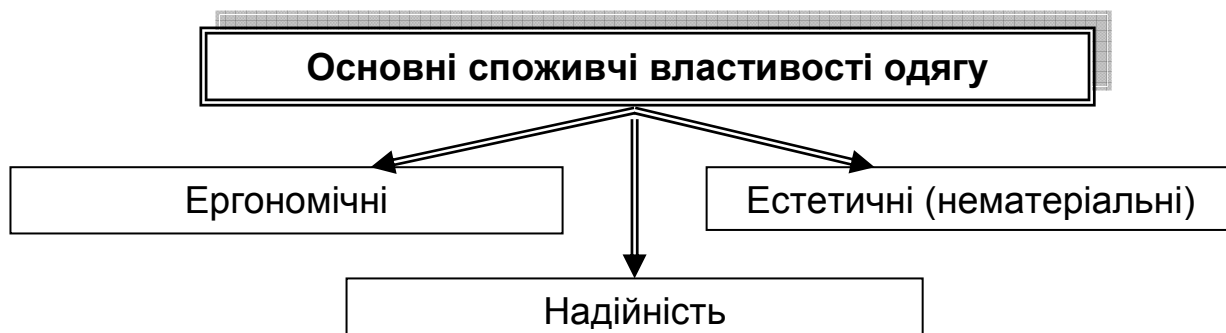 Основні споживчі властивості одягу
Ергономічні
Естетичні (нематеріальні)
Надійність